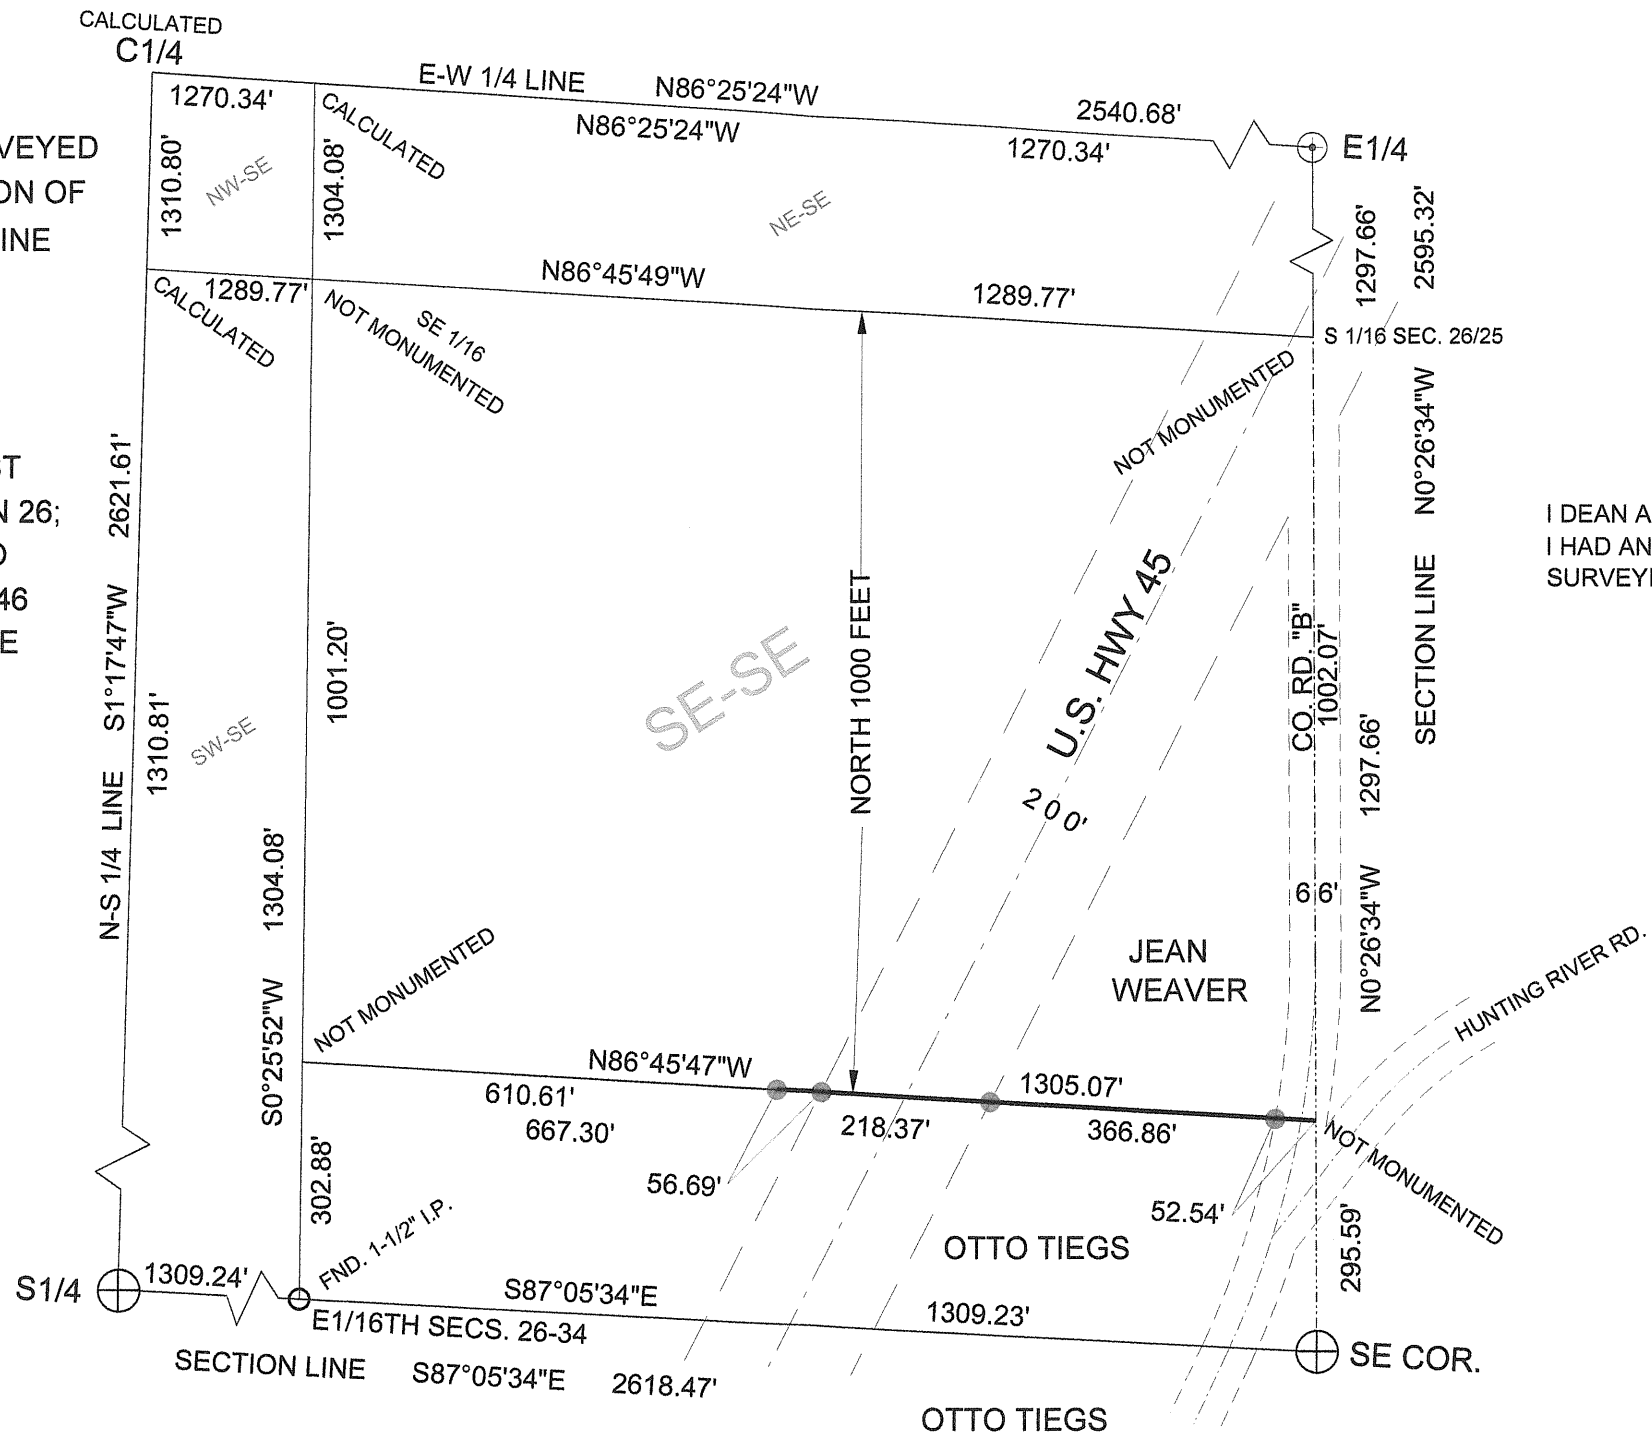 CALCULATED
C1/4
E-W 1/4 LINE
N86°25'24"W
2540.68'
1270.34'
N86°25'24"W
1270.34'
E1/4
VEYED
ON OF
INE
1310.80'
NW-SE
1304.08'
CALCULATED
NE-SE
1297.66'
2595.32'
N86°45'49"W
1289.77'
1289.77'
CALCULATED
NOT MONUMENTED
SE 1/16
S 1/16 SEC. 26/25
NOT MONUMENTED
ST
N 26;
D
46
E
N-S 1/4 LINE S1°17'47"W 2621.61'
1310.81'
SW-SE
1001.20'
SE-SE
NORTH 1000 FEET
U.S. HWY 45
200'
CO. RD. "B"
1002.07'
SECTION LINE N0°26'34"W
I DEAN A
I HAD AN
SURVEY
1297.66'
N0°26'34"W
66'
S0°25'52"W 1304.08'
JEAN
WEAVER
HUNTING RIVER RD.
NOT MONUMENTED
N86°45'47"W
1305.07'
610.61'
667.30'
218.37'
366.86'
56.69'
52.54'
NOT MONUMENTED
302.88'
295.59'
FND. 1-1/2" I.P.
OTTO TIEGS
S1/4
1309.24'
S87°05'34"E
1309.23'
E1/16TH SECS. 26-34
SE COR.
SECTION LINE S87°05'34"E 2618.47'
OTTO TIEGS